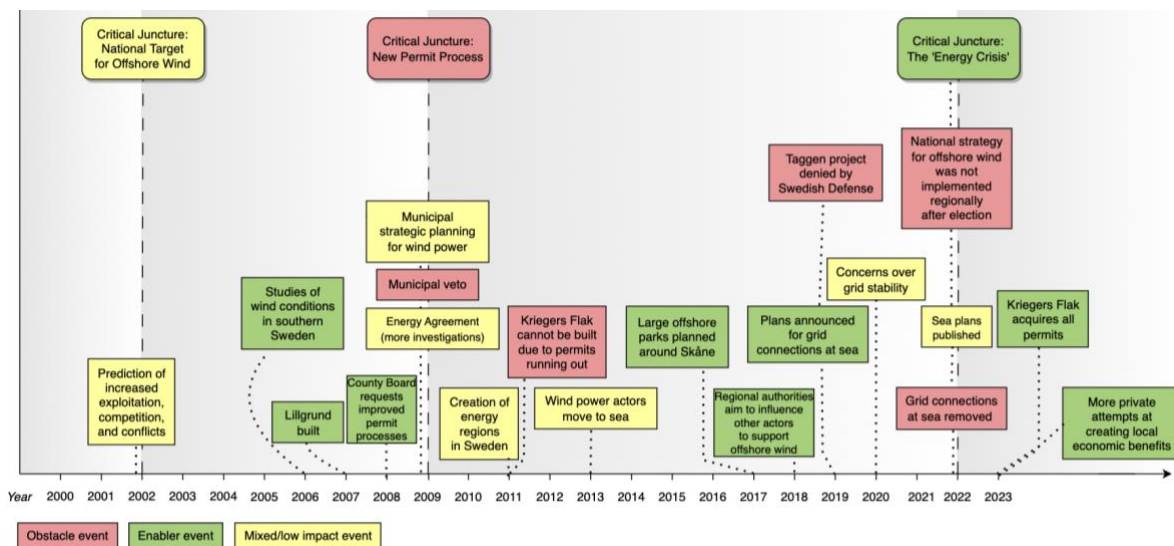 Critical Juncture:
National Target
for Offshore Wind
Critical Juncture:
New Permit Process
Critical Juncture:
The 'Energy Crisis'
Taggen project
denied by
Swedish Defense
National strategy
for offshore wind
was not
implemented
regionally
after election
Municipal
strategic planning
for wind power
Municipal veto
Energy Agreement
(more investigations)
Concerns over
grid stability
Studies of
wind conditions
in southern
Sweden
Kriegers Flak
cannot be built
due to permits
running out
Large offshore
parks planned
around Skåne
Plans announced
for grid
connections at sea
Sea plans
published
Kriegers Flak
acquires all
permits
Prediction of
increased
exploitation,
competition,
and conflicts
Lillgrund
built
County Board
requests
improved
permit
processes
Creation of
energy
regions
in Sweden
Wind power actors
move to sea
Regional authorities
aim to influence
other actors
to support
offshore wind
Grid connections
at sea removed
More private
attempts at
creating local
economic benefits
Year 2000 2001 2002 2003 2004 2005 2006 2007 2008 2009 2010 2011 2012 2013 2014 2015 2016 2017 2018 2019 2020 2021 2022 2023
Obstacle event
Enabler event
Mixed/low impact event